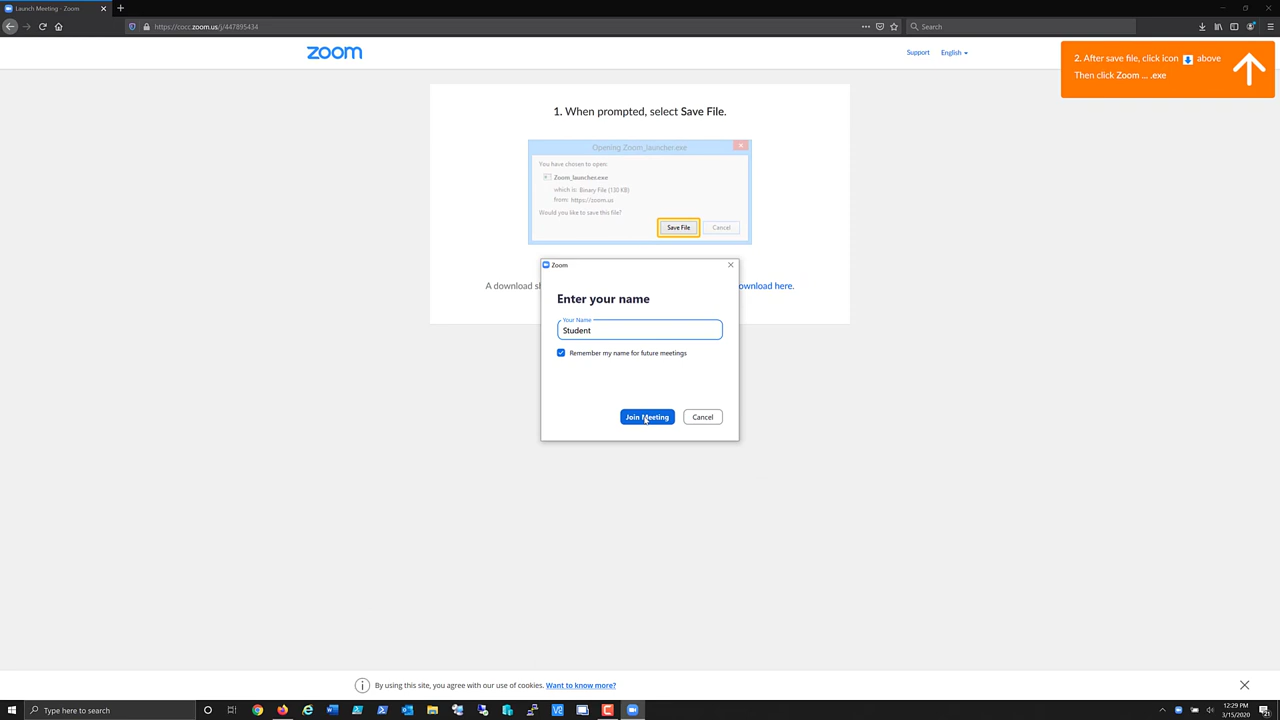 Launch Meeting - Zoom
https://cocc.zoom.us/j/447895434
Search
zoom
Support
English
2. After save file, click icon above
Then click Zoom ... .exe
1. When prompted, select Save File.
Opening Zoom_launcher.exe
You have chosen to open:
Zoom_launcher.exe
which is: Binary File (120 KB)
from: https://zoom.us
Would you like to save this file?
Save File
Cancel
A download sh
ownload here.
Zoom
Enter your name
Your Name
Student
Remember my name for future meetings
Join Meeting
Cancel
By using this site, you agree with our use of cookies. Want to know more?
Type here to search
12:29 PM
3/15/2020